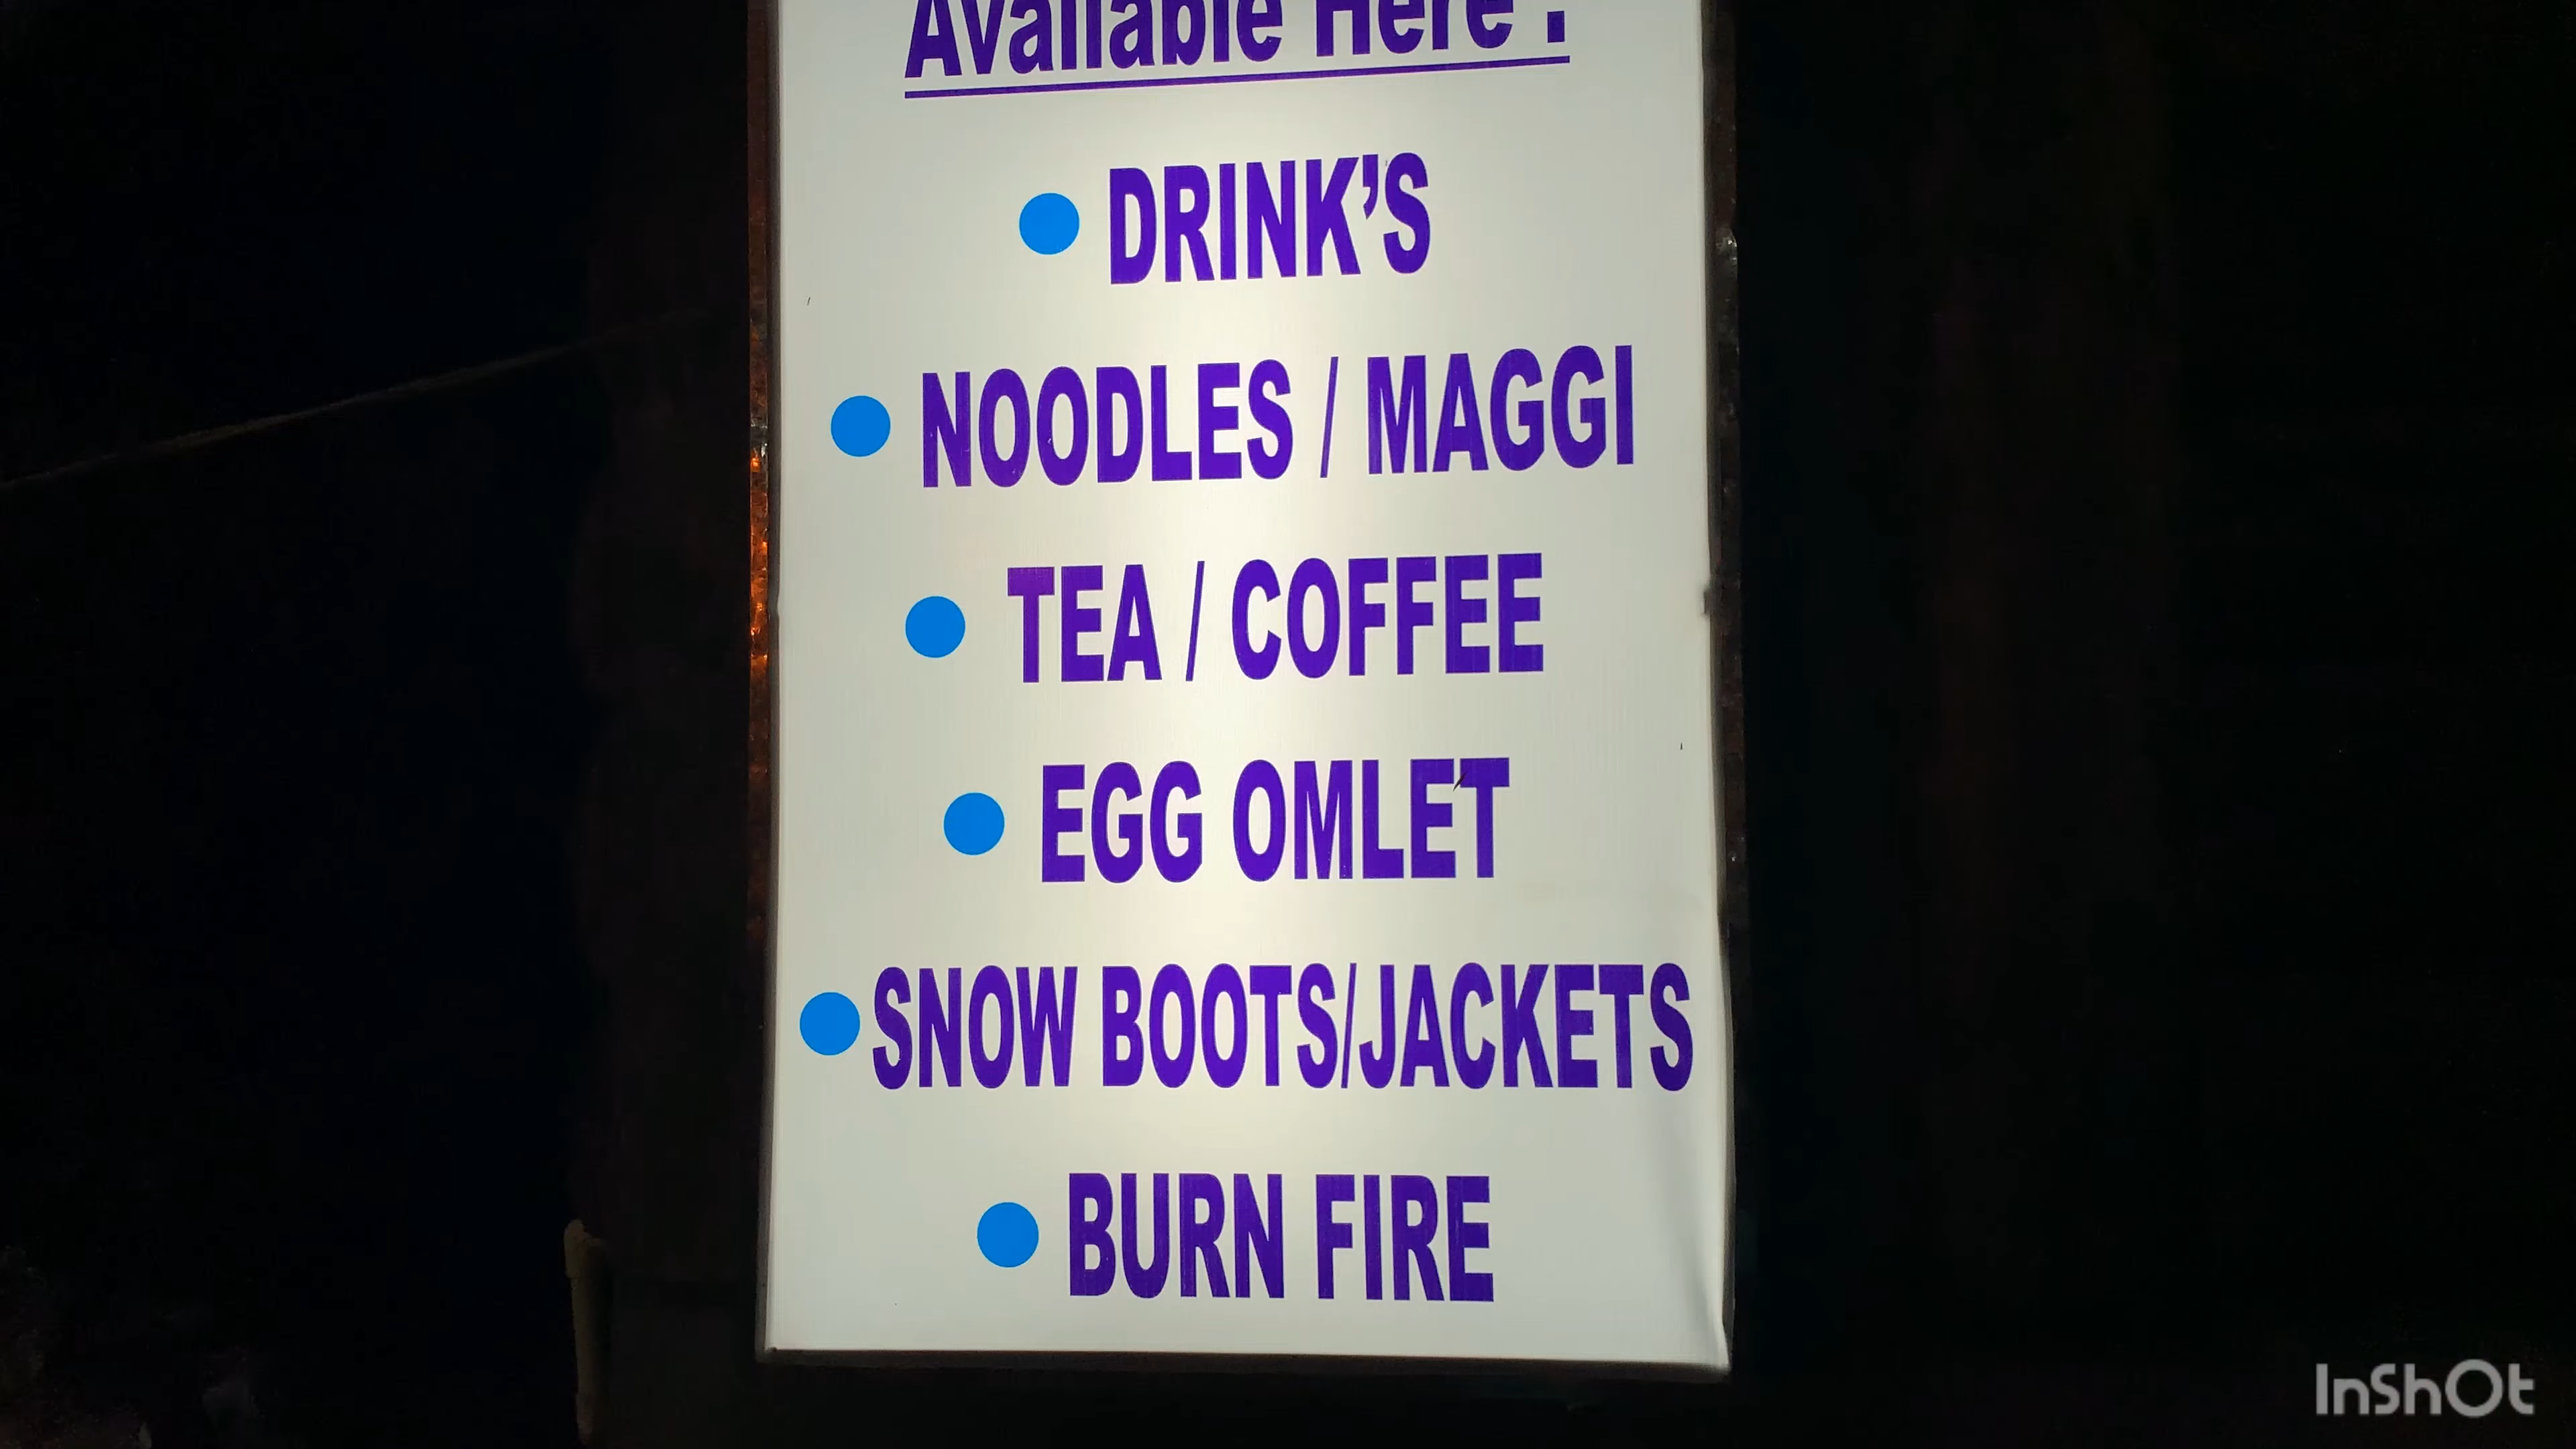 Available Here :
DRINK'S
NOODLES / MAGGI
TEA / COFFEE
EGG OMLET
SNOW BOOTS/JACKETS
BURN FIRE
InShOt